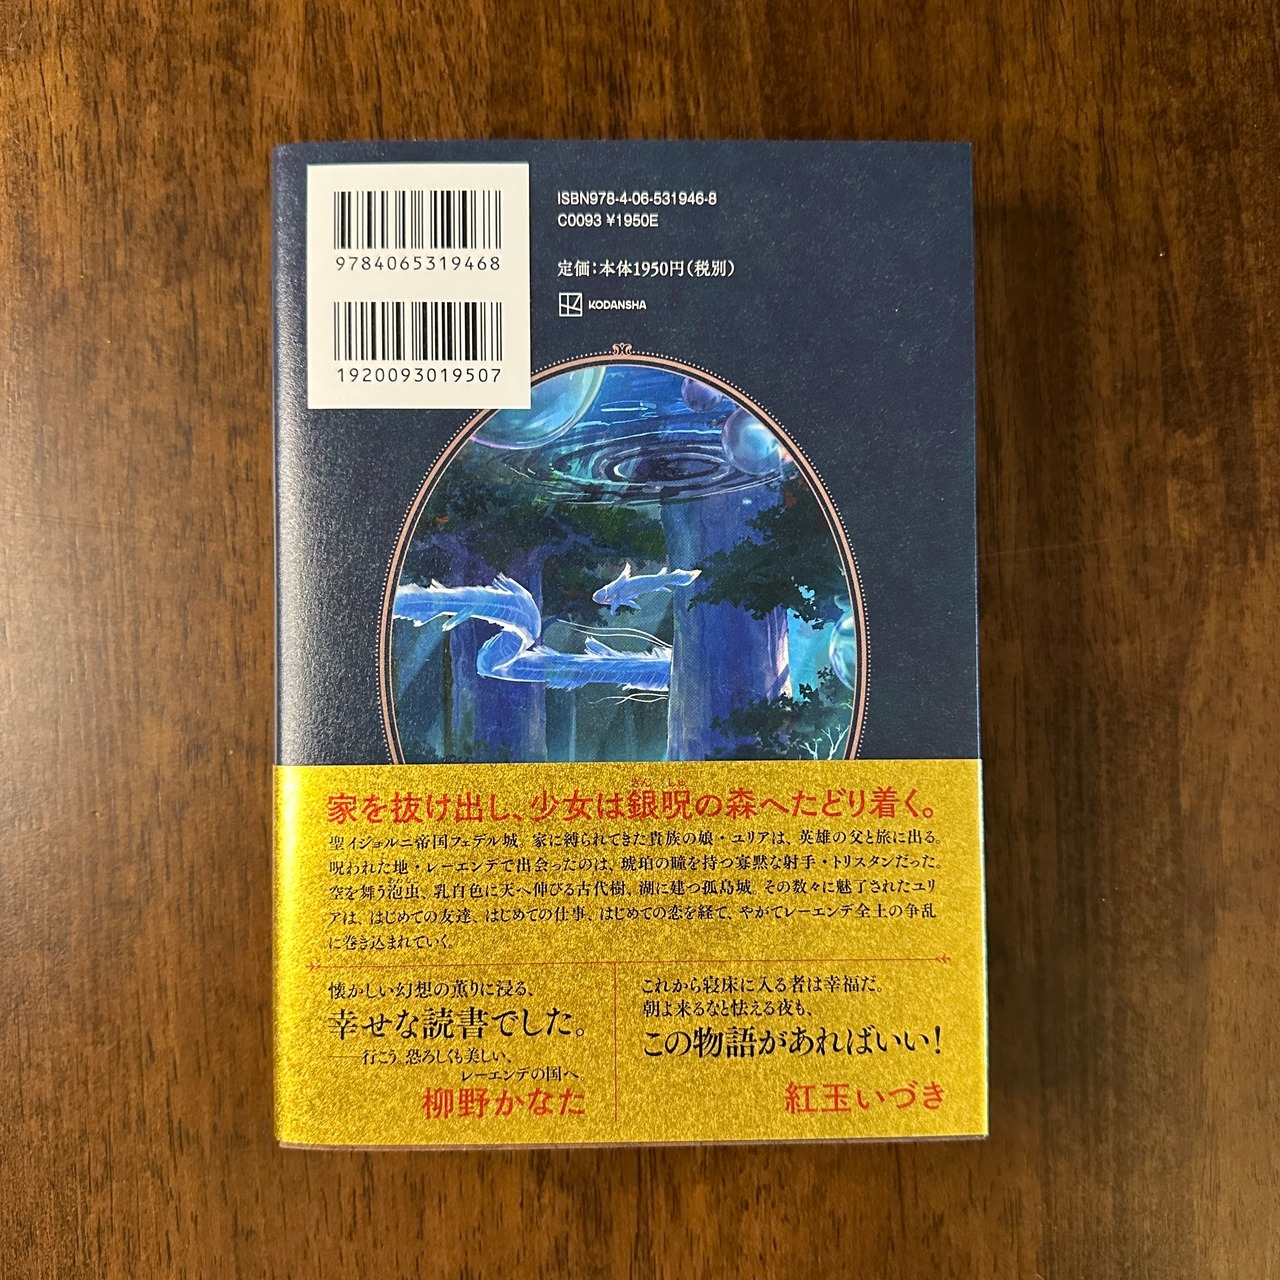 9784065319468
1920093019507
ISBN978-4-06-531946-8
C0093 ¥1950E
定価：本体1950円（税別）
KODANSHA
家を抜け出し、少女は銀呪の森へたどり着く。
聖イジョルニ帝国フェデル城。家に縛られてきた貴族の娘・ユリアは、英雄の父と旅に出る。
呪われた地・レーエンデで出会ったのは、琥珀の瞳を持つ寡黙な射手・トリスタンだった。
空を舞う泡虫、乳白色に天へ伸びる古代樹、湖に建つ孤島城。その数々に魅了されたユリ
アは、はじめての友達、はじめての仕事、はじめての恋を経て、やがてレーエンデ全土の争乱
に巻き込まれていく。
懐かしい幻想の薫りに浸る、
幸せな読書でした。
──行こう。恐ろしくも美しい、
レーエンデの国へ。
柳野かなた
これから寝床に入る者は幸福だ。
朝よ来るなと怯える夜も、
この物語があればいい！
紅玉いづき